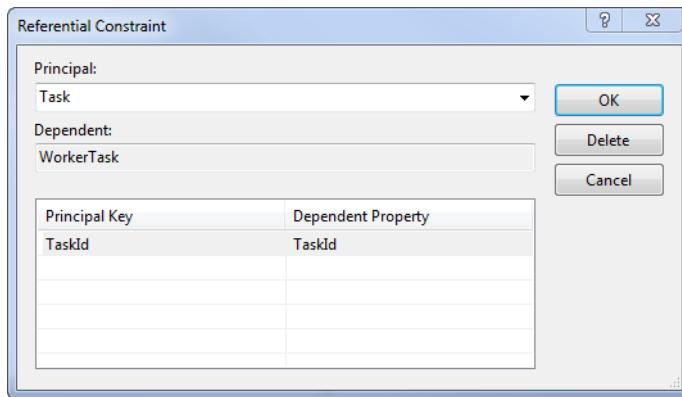 Referential Constraint
Principal:
Task
OK
Dependent:
Delete
WorkerTask
Cancel
Principal Key Dependent Property
TaskId TaskId